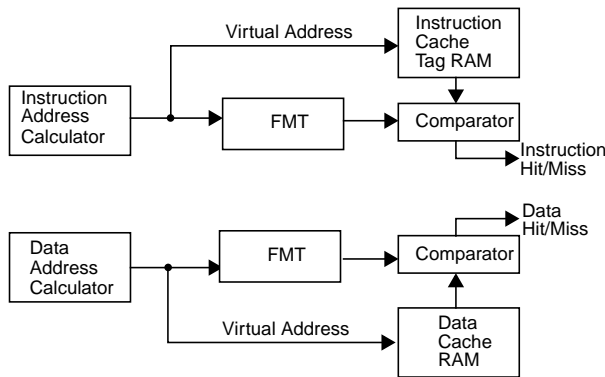 Virtual Address
Instruction
Cache
Tag RAM
Instruction
Address
Calculator
FMT
Comparator
Instruction
Hit/Miss
Data
Hit/Miss
Data
Address
Calculator
FMT
Comparator
Virtual Address
Data
Cache
RAM